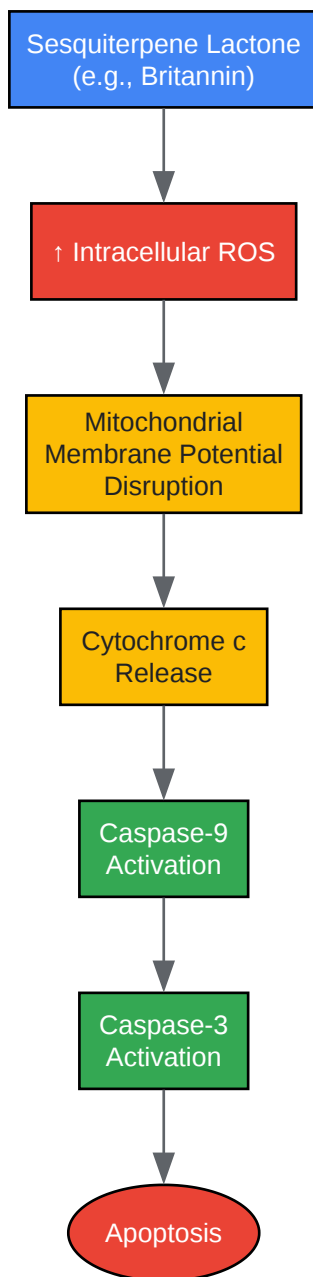 Sesquiterpene Lactone
(e.g., Britannin)
↑ Intracellular ROS
Mitochondrial
Membrane Potential
Disruption
Cytochrome c
Release
Caspase-9
Activation
Caspase-3
Activation
Apoptosis